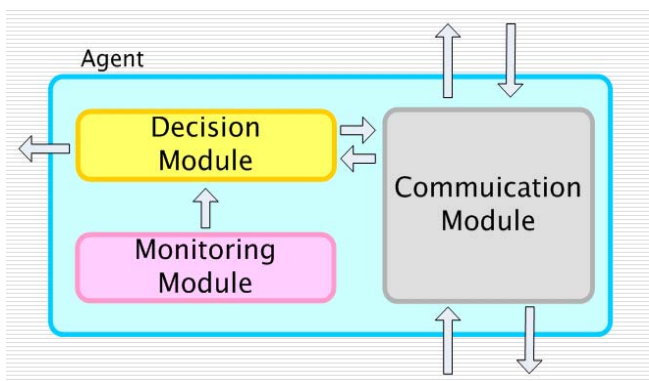 Agent
Decision
Module
Commuication
Module
Monitoring
Module